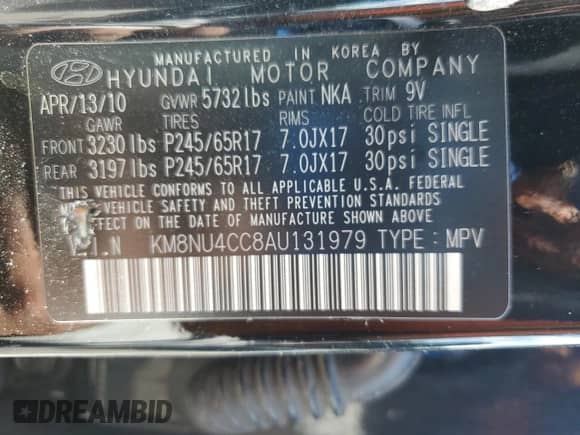 MANUFACTURED IN KOREA BY
HYUNDAI MOTOR COMPANY
APR/13/10 GVWR 5732 lbs PAINT NKA TRIM 9V
GAWR TIRES RIMS COLD TIRE INFL
FRONT 3230 lbs P245/65R17 7.0JX17 30psi SINGLE
REAR 3197 lbs P245/65R17 7.0JX17 30psi SINGLE
THIS VEHICLE CONFORMS TO ALL APPLICABLE U.S.A. FEDERAL
VEHICLE SAFETY AND THEFT PREVENTION STANDARDS
EFFECT ON THE DATE OF MANUFACTURE SHOWN ABOVE.
V.I.N KM8NU4CC8AU131979 TYPE : MPV
DREAMBID